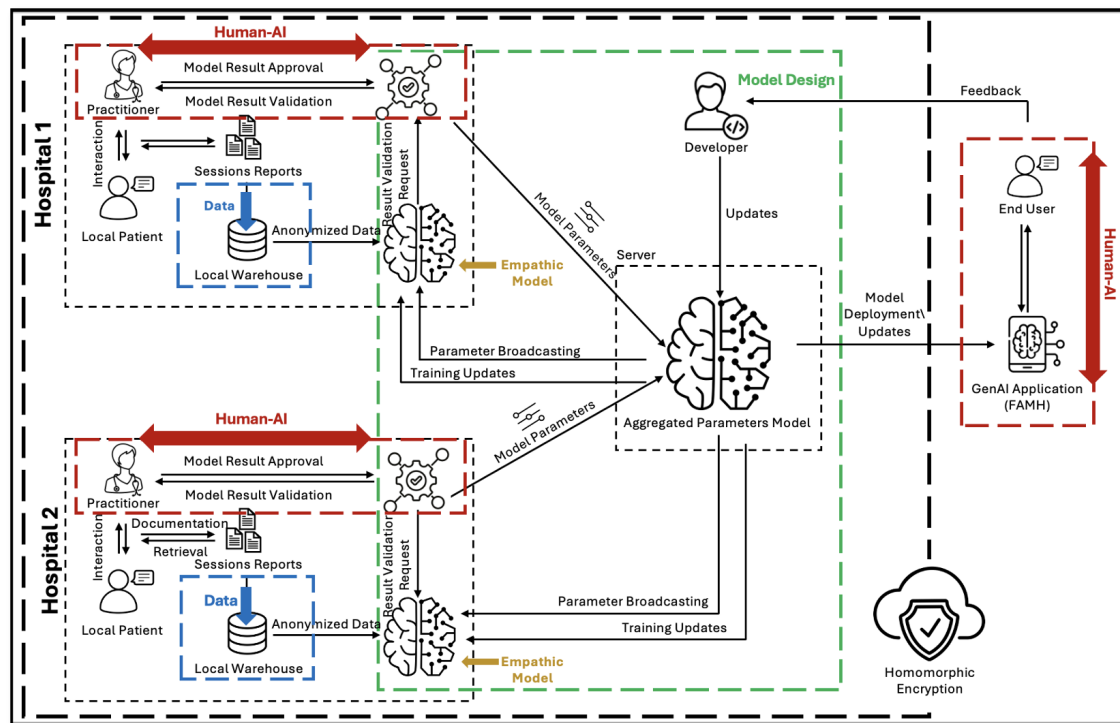 Human-AI
Model Design
Hospital 1
Model Result Approval
Model Result Validation
Practitioner
Interaction
Sessions Reports
Local Patient
Data
Local Warehouse
Anonymized Data
Result Validation
Request
Empathic
Model
Model Parameters
Developer
Updates
Feedback
End User
Human-AI
GenAI Application
(FAMH)
Server
Model
Deployment\
Updates
Aggregated Parameters Model
Parameter Broadcasting
Training Updates
Model Parameters
Hospital 2
Human-AI
Model Result Approval
Model Result Validation
Practitioner
Interaction
Documentation
Retrieval
Sessions Reports
Local Patient
Data
Local Warehouse
Anonymized Data
Result Validation
Request
Empathic
Model
Parameter Broadcasting
Training Updates
Homomorphic
Encryption